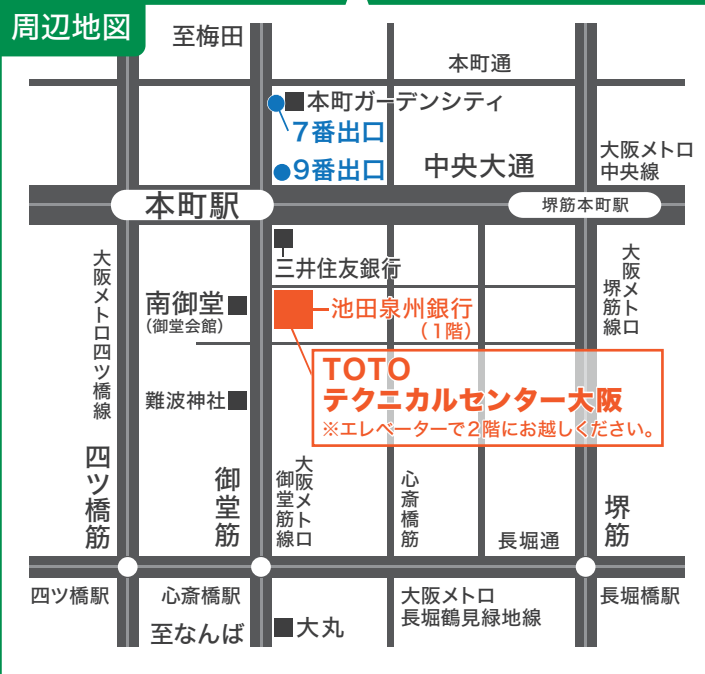 周辺地図
至梅田
本町通
本町ガーデンシティ
7番出口
9番出口
中央大通
大阪メトロ
中央線
本町駅
堺筋本町駅
三井住友銀行
大阪メトロ四ツ橋線
大阪メトロ
堺筋線
南御堂
(御堂会館)
池田泉州銀行
(1階)
TOTO
テクニカルセンター大阪
※エレベーターで2階にお越しください。
難波神社
四ツ橋筋
御堂筋
大阪メトロ
御堂筋線
心斎橋筋
長堀通
堺筋
四ツ橋駅
心斎橋駅
大阪メトロ
長堀鶴見緑地線
長堀橋駅
至なんば
大丸